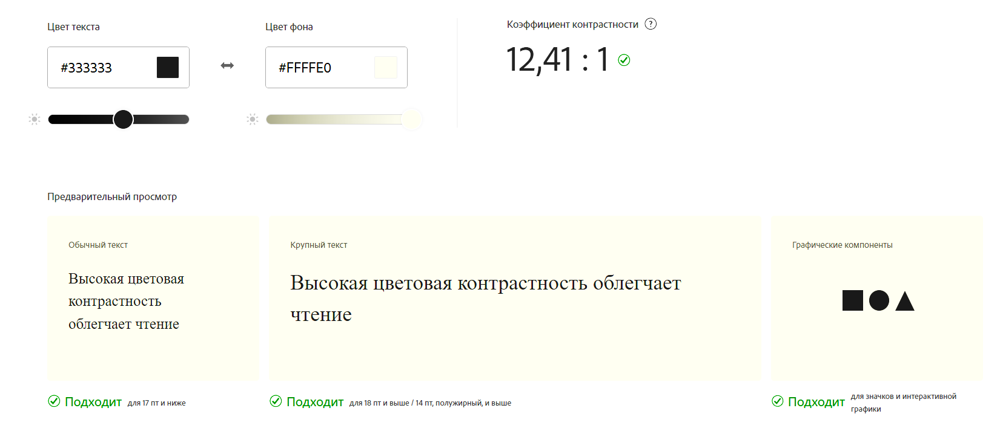 Цвет текста
#333333
Цвет фона
#FFFFE0
Коэффициент контрастности ?
12,41 : 1
Предварительный просмотр
Обычный текст
Высокая цветовая
контрастность
облегчает чтение
Крупный текст
Высокая цветовая контрастность облегчает
чтение
Графические компоненты
Подходит для 17 пт и ниже
Подходит для 18 пт и выше / 14 пт, полужирный, и выше
Подходит для значков и интерактивной
графики